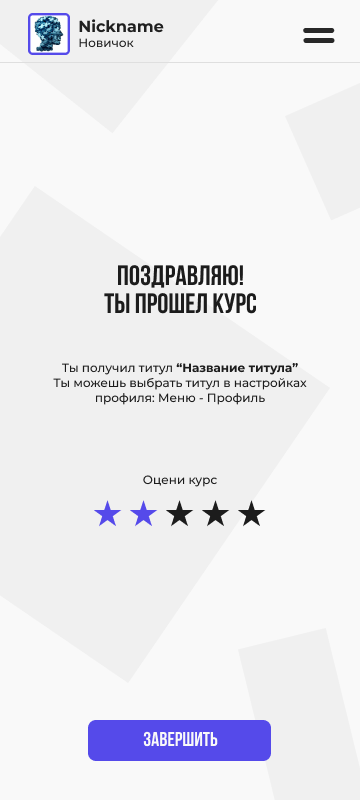 Nickname
Новичок
ПОЗДРАВЛЯЮ!
ТЫ ПРОШЕЛ КУРС
Ты получил титул “Название титула”
Ты можешь выбрать титул в настройках
профиля: Меню - Профиль
Оцени курс
ЗАВЕРШИТЬ